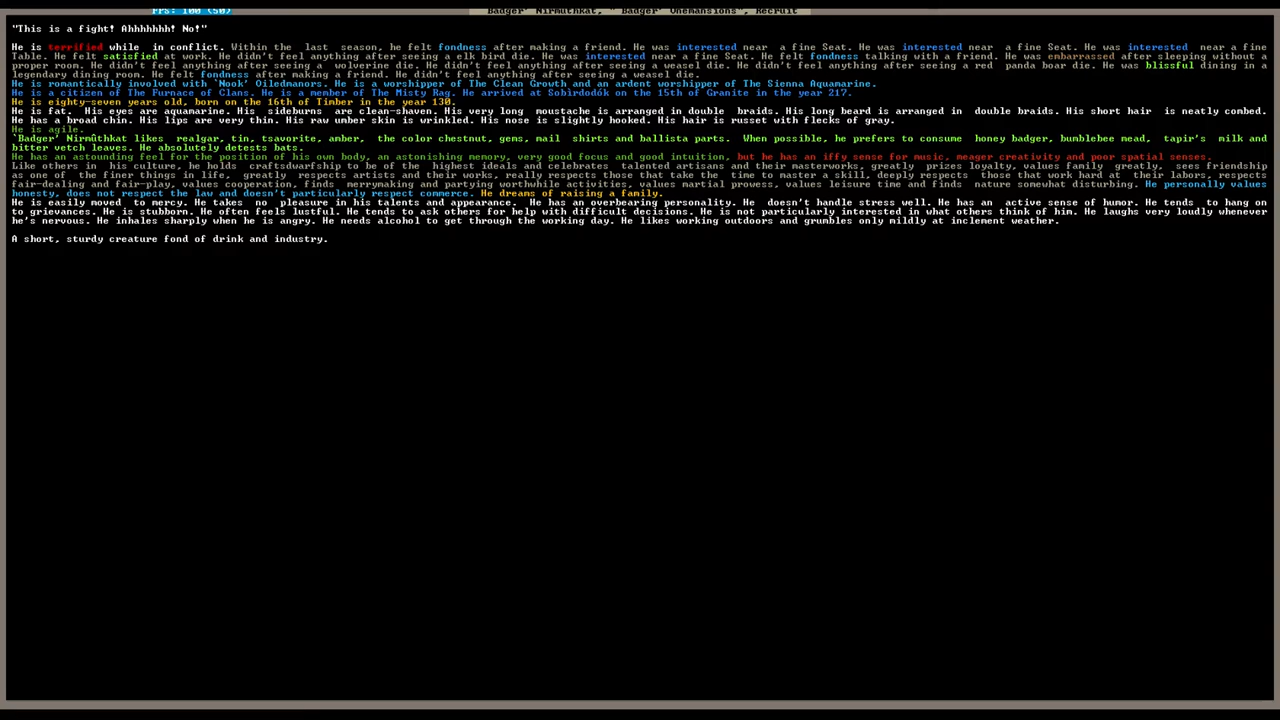 FPS: 100 (50)
`Badger' Nirmûthkat, "`Badger' Onemansions", Recruit
"This is a fight! Ahhhhhhh! No!"
He is terrified while in conflict. Within the last season, he felt fondness after making a friend. He was interested near a fine Seat. He was interested near a fine Seat. He was interested near a fine
Table. He felt satisfied at work. He didn't feel anything after seeing a elk bird die. He was interested near a fine Seat. He felt fondness talking with a friend. He was embarrassed after sleeping without a
proper room. He didn't feel anything after seeing a wolverine die. He didn't feel anything after seeing a weasel die. He didn't feel anything after seeing a red panda boar die. He was blissful dining in a
legendary dining room. He felt fondness after making a friend. He didn't feel anything after seeing a weasel die.
He is romantically involved with `Nook' Oiledmanors. He is a worshipper of The Clean Growth and an ardent worshipper of The Sienna Aquamarine.
He is a citizen of The Furnace of Clans. He is a member of The Misty Rag. He arrived at Sobirdodók on the 15th of Granite in the year 217.
He is eighty-seven years old, born on the 16th of Timber in the year 130.
He is fat. His eyes are aquamarine. His sideburns are clean-shaven. His very long moustache is arranged in double braids. His long beard is arranged in double braids. His short hair is neatly combed.
He has a broad chin. His lips are very thin. His raw umber skin is wrinkled. His nose is slightly hooked. His hair is russet with flecks of gray.
He is agile.
`Badger' Nirmûthkat likes realgar, tin, tsavorite, amber, the color chestnut, gems, mail shirts and ballista parts. When possible, he prefers to consume honey badger, bumblebee mead, tapir's milk and
bitter vetch leaves. He absolutely detests bats.
He has an astounding feel for the position of his own body, an astonishing memory, very good focus and good intuition, but he has an iffy sense for music, meager creativity and poor spatial senses.
Like others in his culture, he holds craftsdwarfship to be of the highest ideals and celebrates talented artisans and their masterworks, greatly prizes loyalty, values family greatly, sees friendship
as one of the finer things in life, greatly respects artists and their works, really respects those that take the time to master a skill, deeply respects those that work hard at their labors, respects
fair-dealing and fair-play, values cooperation, finds merrymaking and partying worthwhile activities, values martial prowess, values leisure time and finds nature somewhat disturbing. He personally values
honesty, does not respect the law and doesn't particularly respect commerce. He dreams of raising a family.
He is easily moved to mercy. He takes no pleasure in his talents and appearance. He has an overbearing personality. He doesn't handle stress well. He has an active sense of humor. He tends to hang on
to grievances. He is stubborn. He often feels lustful. He tends to ask others for help with difficult decisions. He is not particularly interested in what others think of him. He laughs very loudly whenever
he's nervous. He inhales sharply when he is angry. He needs alcohol to get through the working day. He likes working outdoors and grumbles only mildly at inclement weather.
A short, sturdy creature fond of drink and industry.